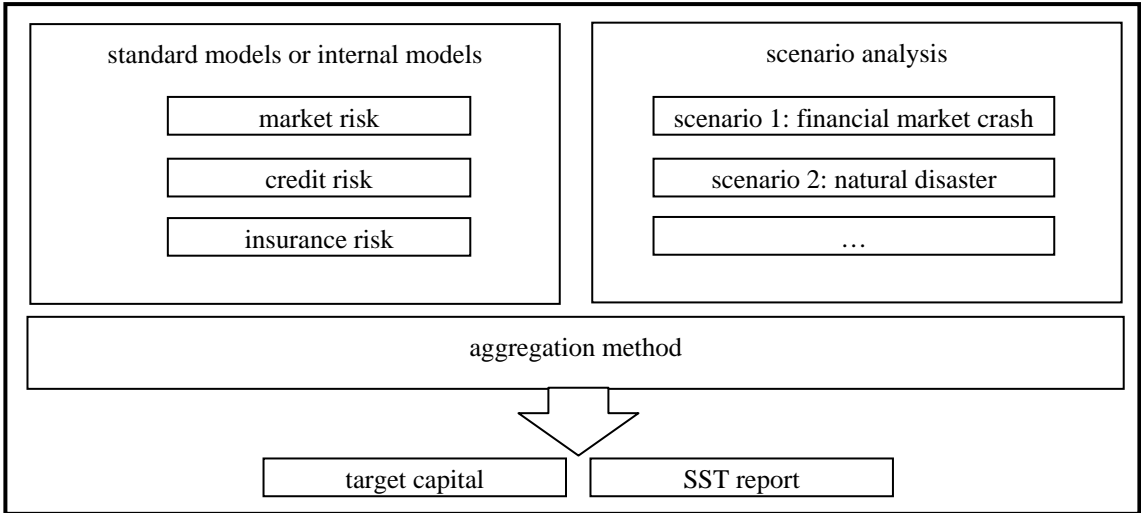 standard models or internal models
market risk
credit risk
insurance risk
scenario analysis
scenario 1: financial market crash
scenario 2: natural disaster
…
aggregation method
target capital
SST report